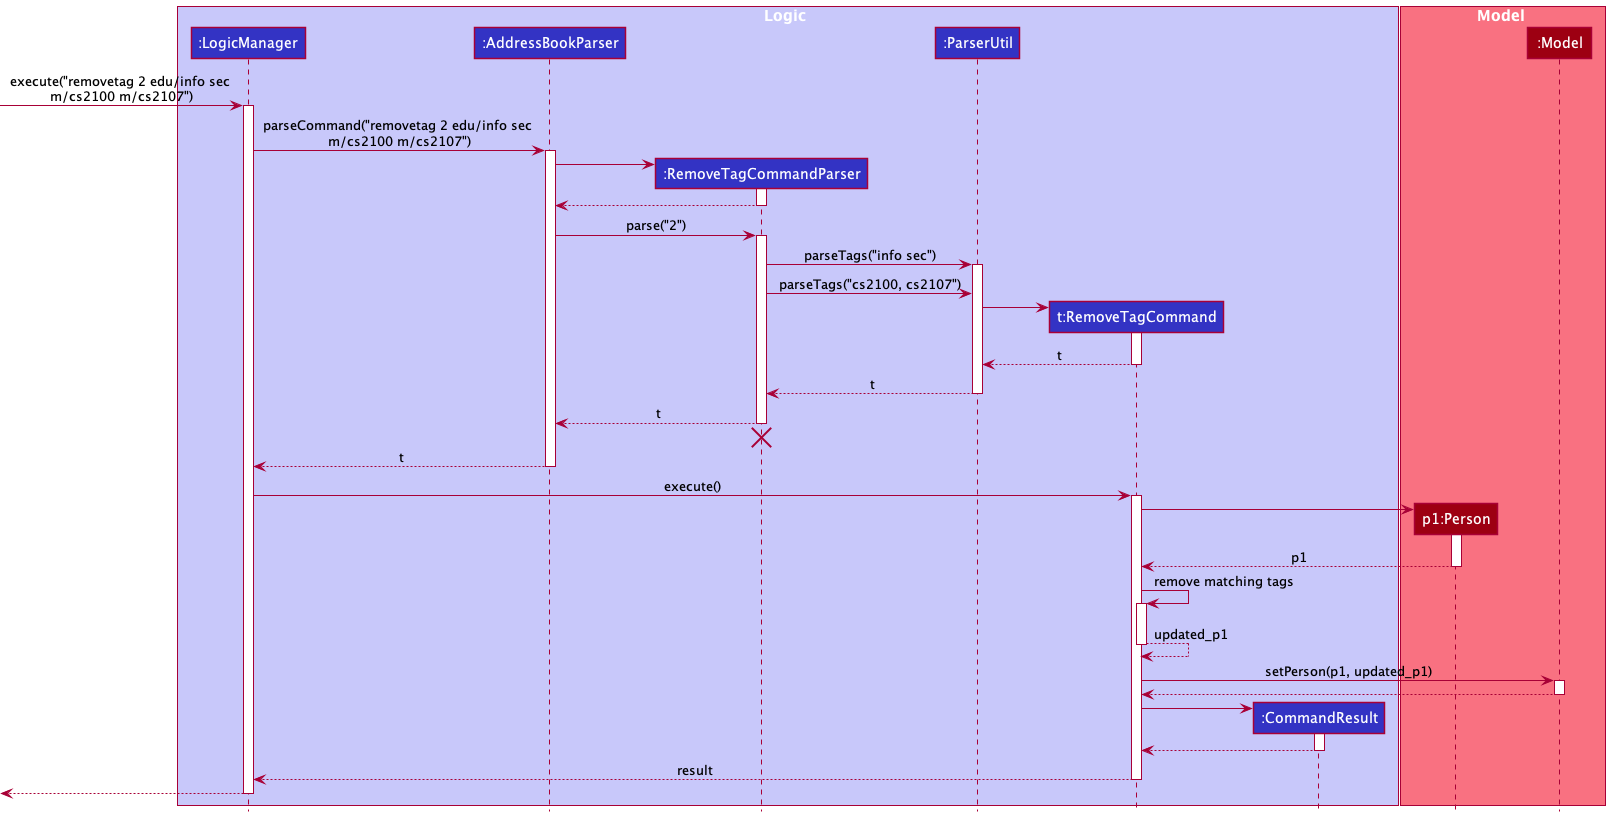 Logic
Model
:LogicManager
:AddressBookParser
:ParserUtil
:Model
execute("removetag 2 edu/info sec
m/cs2100 m/cs2107")
parseCommand("removetag 2 edu/info sec
m/cs2100 m/cs2107")
:RemoveTagCommandParser
parse("2")
parseTags("info sec")
parseTags("cs2100, cs2107")
t:RemoveTagCommand
t
t
t
t
execute()
p1:Person
p1
remove matching tags
updated_p1
setPerson(p1, updated_p1)
:CommandResult
result